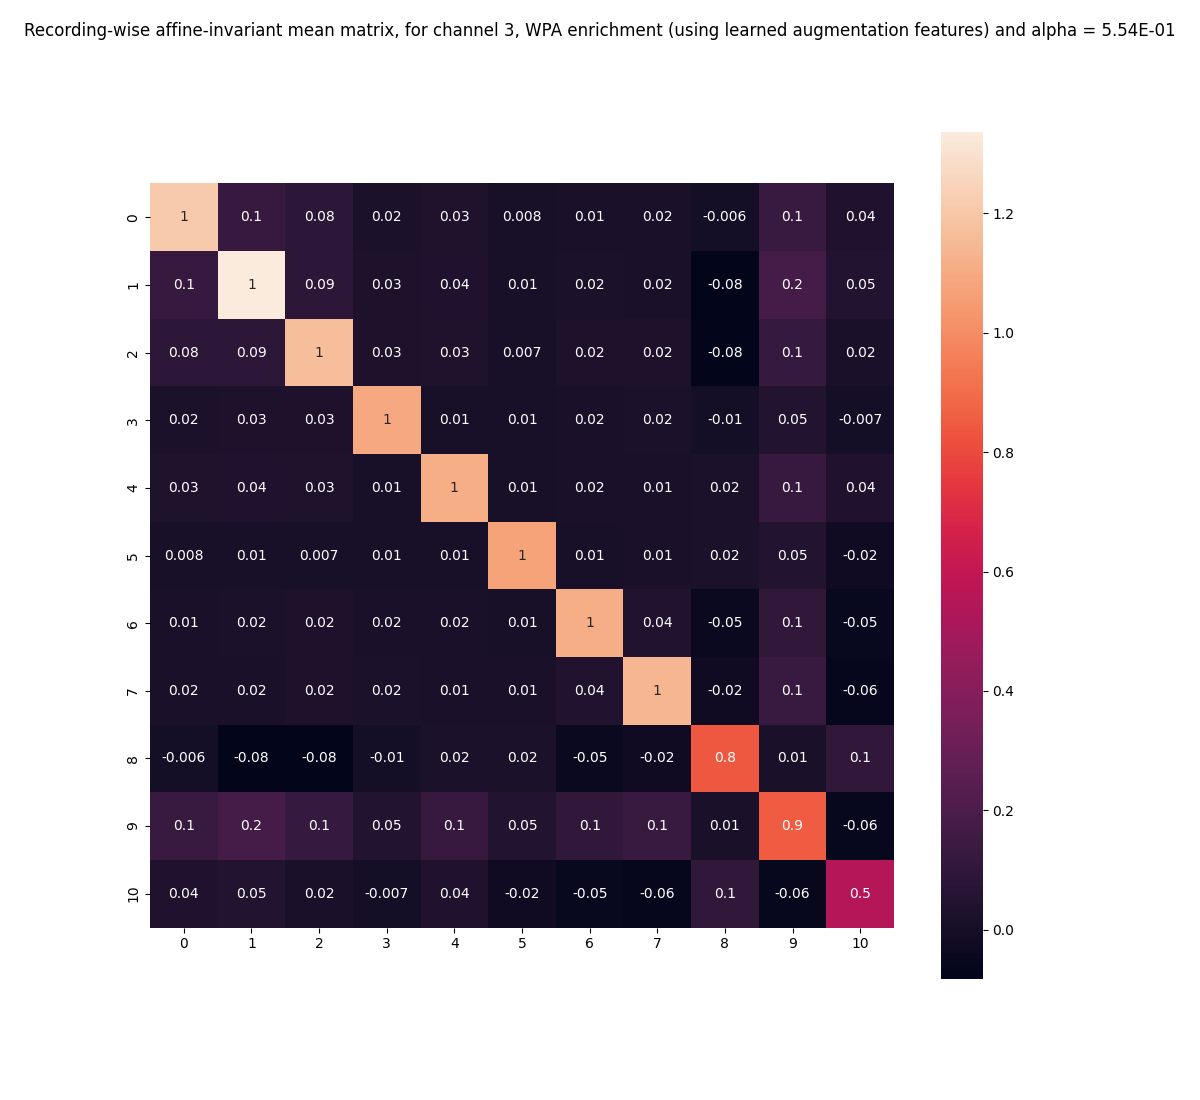 Recording-wise affine-invariant mean matrix, for channel 3, WPA enrichment (using learned augmentation features) and alpha = 5.54E-01
0 1 0.1 0.08 0.02 0.03 0.008 0.01 0.02 -0.006 0.1 0.04
1 0.1 1 0.09 0.03 0.04 0.01 0.02 0.02 -0.08 0.2 0.05
2 0.08 0.09 1 0.03 0.03 0.007 0.02 0.02 -0.08 0.1 0.02
3 0.02 0.03 0.03 1 0.01 0.01 0.02 0.02 -0.01 0.05 -0.007
4 0.03 0.04 0.03 0.01 1 0.01 0.02 0.01 0.02 0.1 0.04
5 0.008 0.01 0.007 0.01 0.01 1 0.01 0.01 0.02 0.05 -0.02
6 0.01 0.02 0.02 0.02 0.02 0.01 1 0.04 -0.05 0.1 -0.05
7 0.02 0.02 0.02 0.02 0.01 0.01 0.04 1 -0.02 0.1 -0.06
8 -0.006 -0.08 -0.08 -0.01 0.02 0.02 -0.05 -0.02 0.8 0.01 0.1
9 0.1 0.2 0.1 0.05 0.1 0.05 0.1 0.1 0.01 0.9 -0.06
10 0.04 0.05 0.02 -0.007 0.04 -0.02 -0.05 -0.06 0.1 -0.06 0.5
0 1 2 3 4 5 6 7 8 9 10
1.2
1.0
0.8
0.6
0.4
0.2
0.0